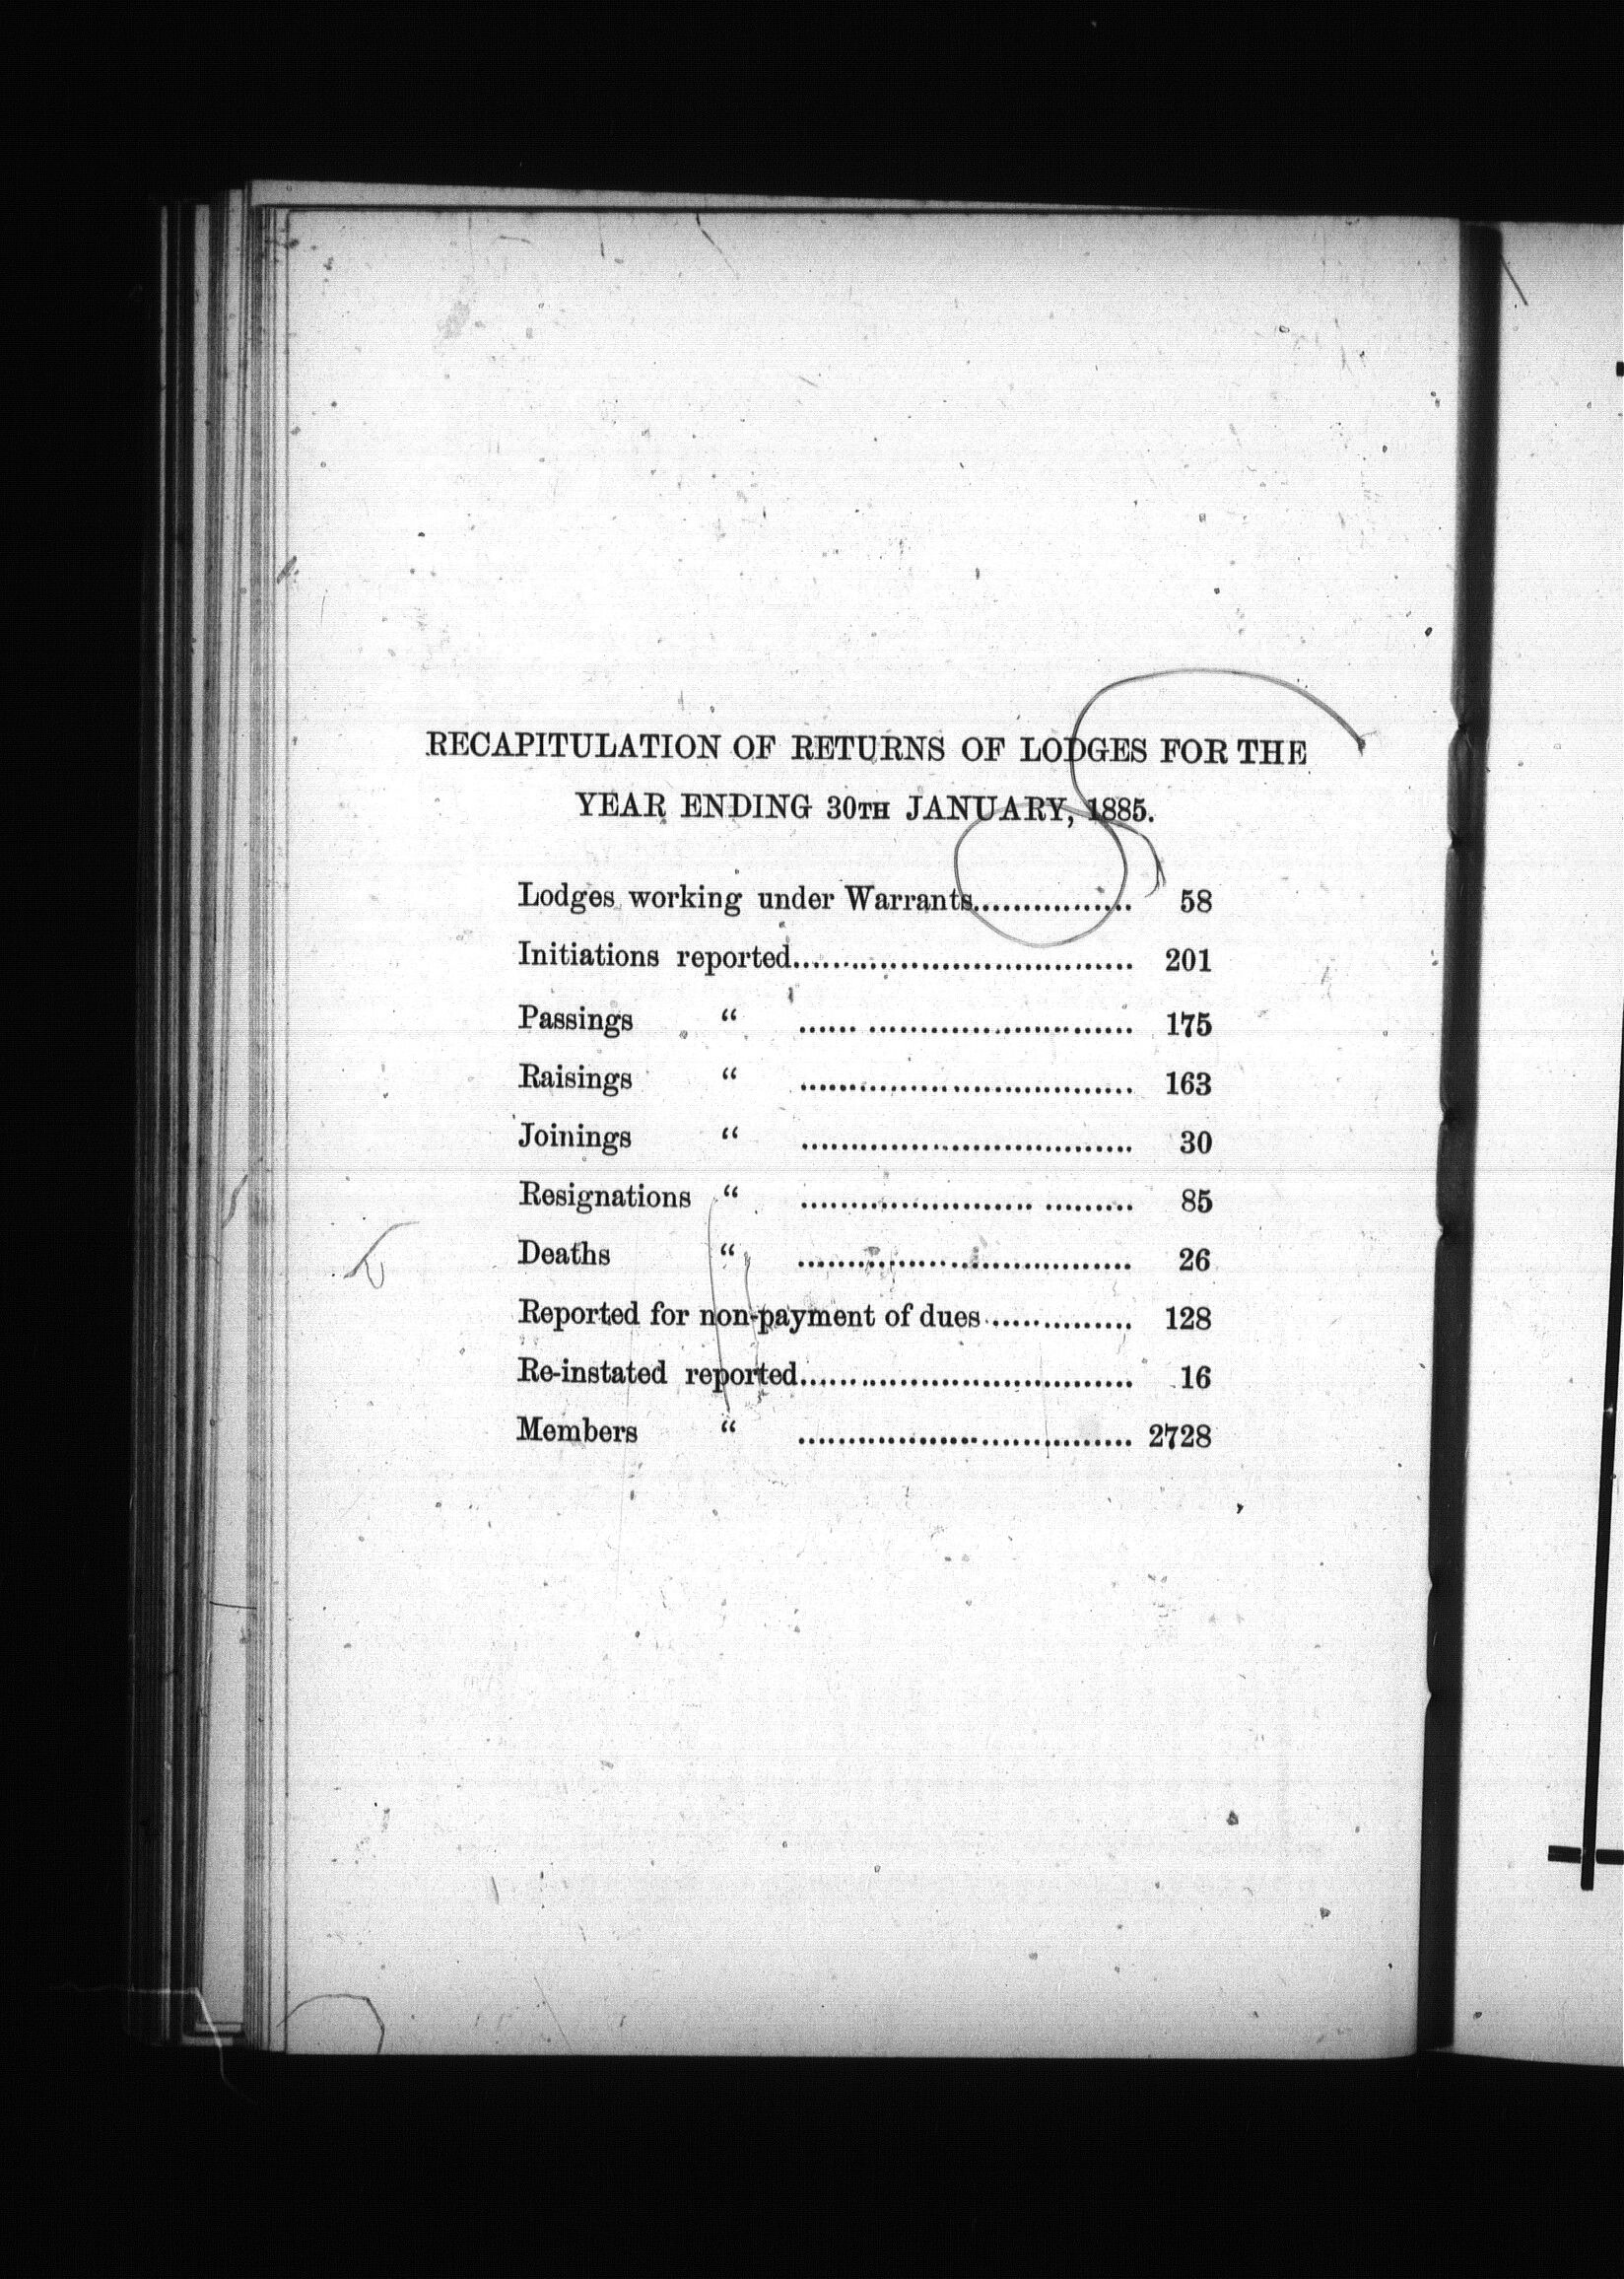 RECAPITULATION OF RETURNS OF LODGES FOR THE
YEAR ENDING 30TH JANUARY, 1885.
Lodges working under Warrants................ 58
Initiations reported.................................. 201
Passings “ ...... ........................... 175
Raisings “ .................................. 163
Joinings “ .................................. 30
Resignations “ ........................ ......... 85
Deaths “ .................................. 26
Reported for non-payment of dues............... 128
Re-instated reported.................................. 16
Members “ .................................. 2728